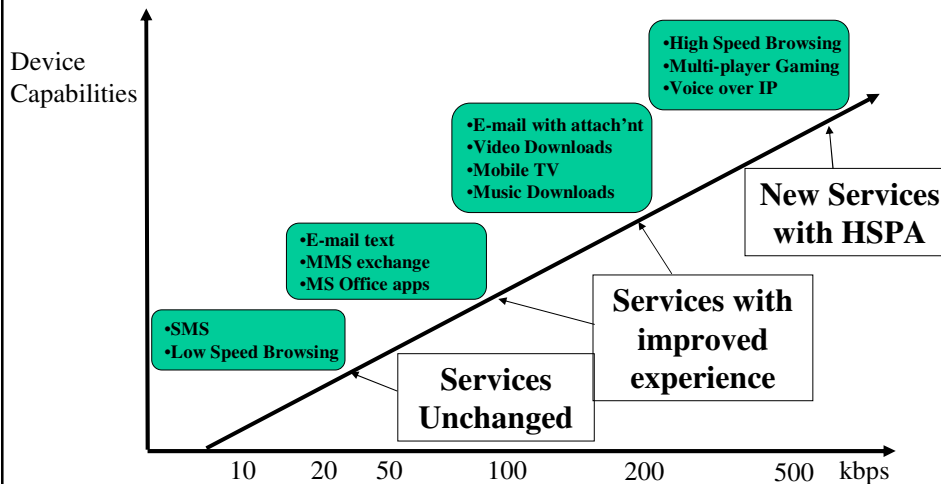 Device
Capabilities
•High Speed Browsing
•Multi-player Gaming
•Voice over IP
•E-mail with attach’nt
•Video Downloads
•Mobile TV
•Music Downloads
New Services
with HSPA
•E-mail text
•MMS exchange
•MS Office apps
Services with
improved
experience
•SMS
•Low Speed Browsing
Services
Unchanged
10 20 50 100 200 500 kbps